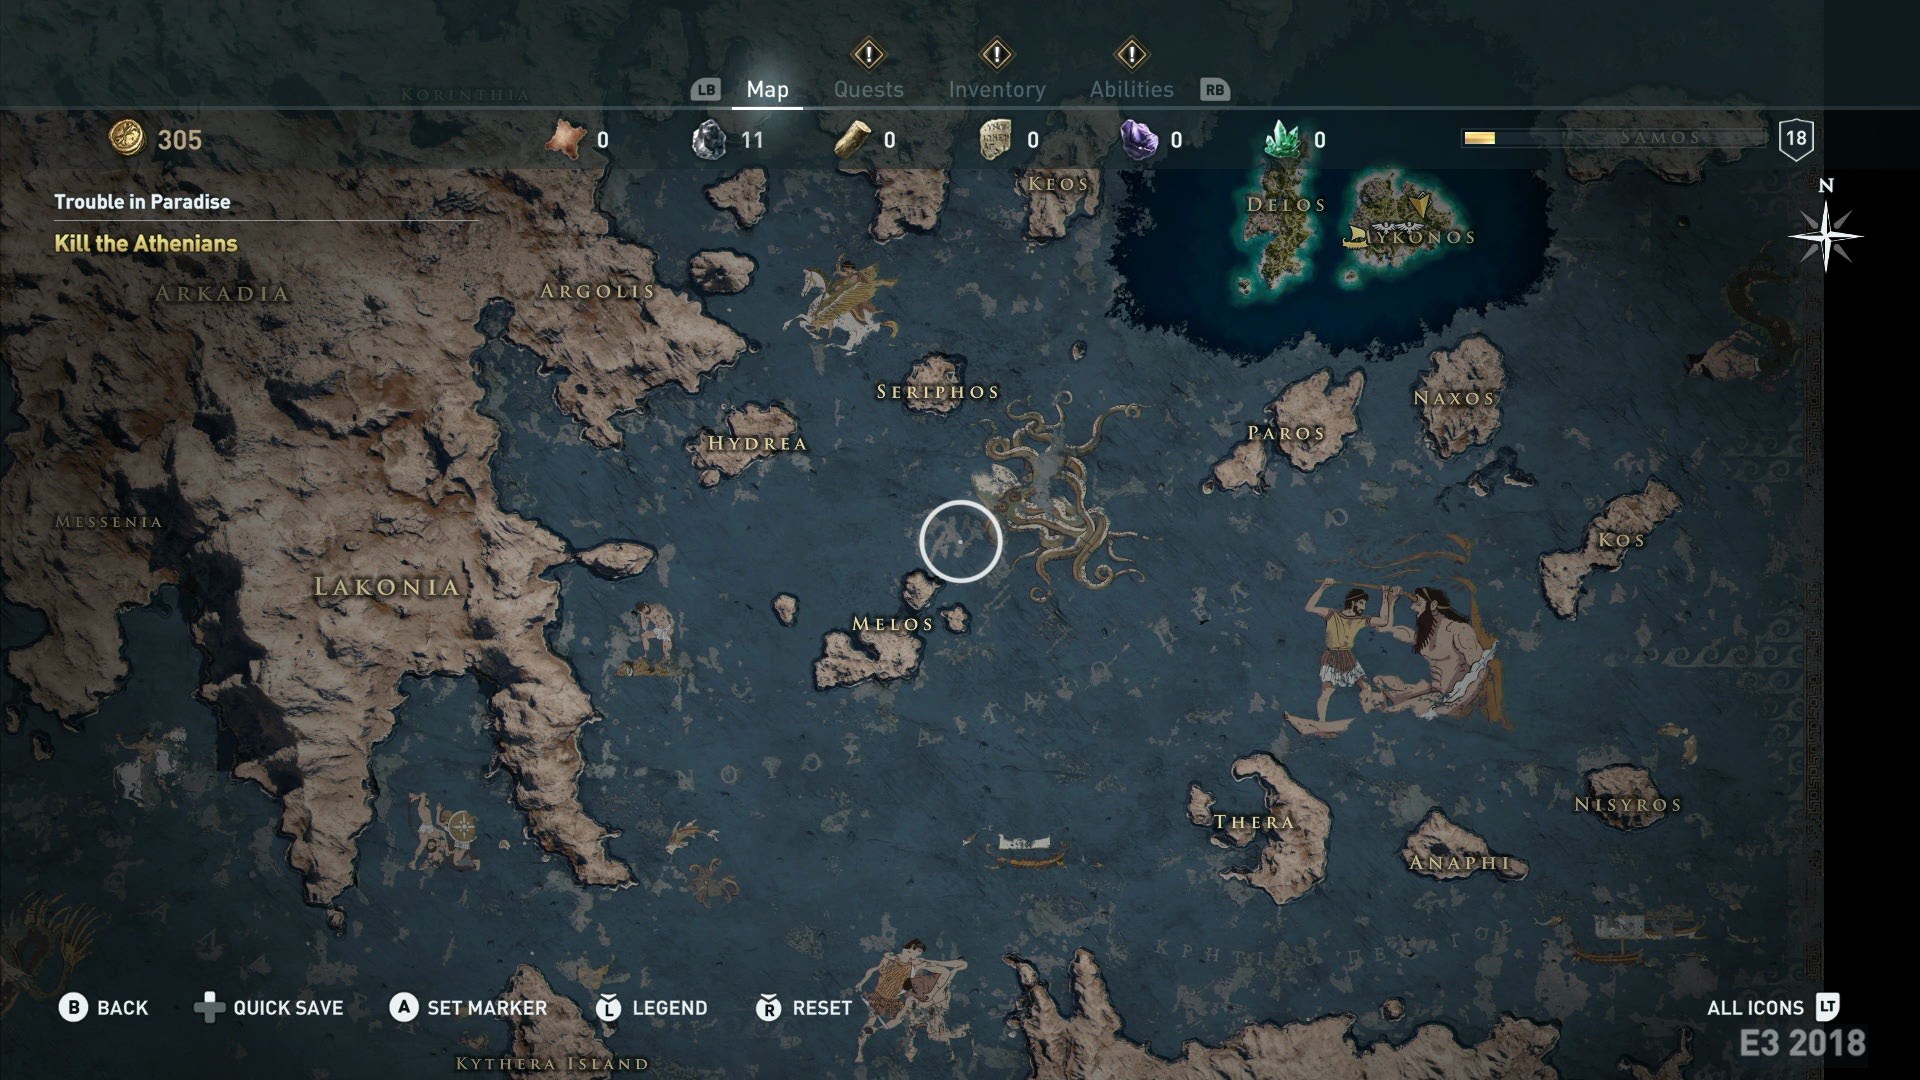 KORINTHIA
LB Map Quests Inventory Abilities RB
305 0 11 0 0 0 0 SAMOS 18
Trouble in Paradise
Kill the Athenians
N
KEOS
DELOS
MYKONOS
ARKADIA
ARGOLIS
SERIPHOS
NAXOS
PAROS
HYDREA
MESSENIA
KOS
LAKONIA
MELOS
ΝΟΤΟΣ
NISYROS
THERA
ANAPHI
B BACK QUICK SAVE A SET MARKER L LEGEND R RESET
ALL ICONS LT
E3 2018
KYTHERA ISLAND